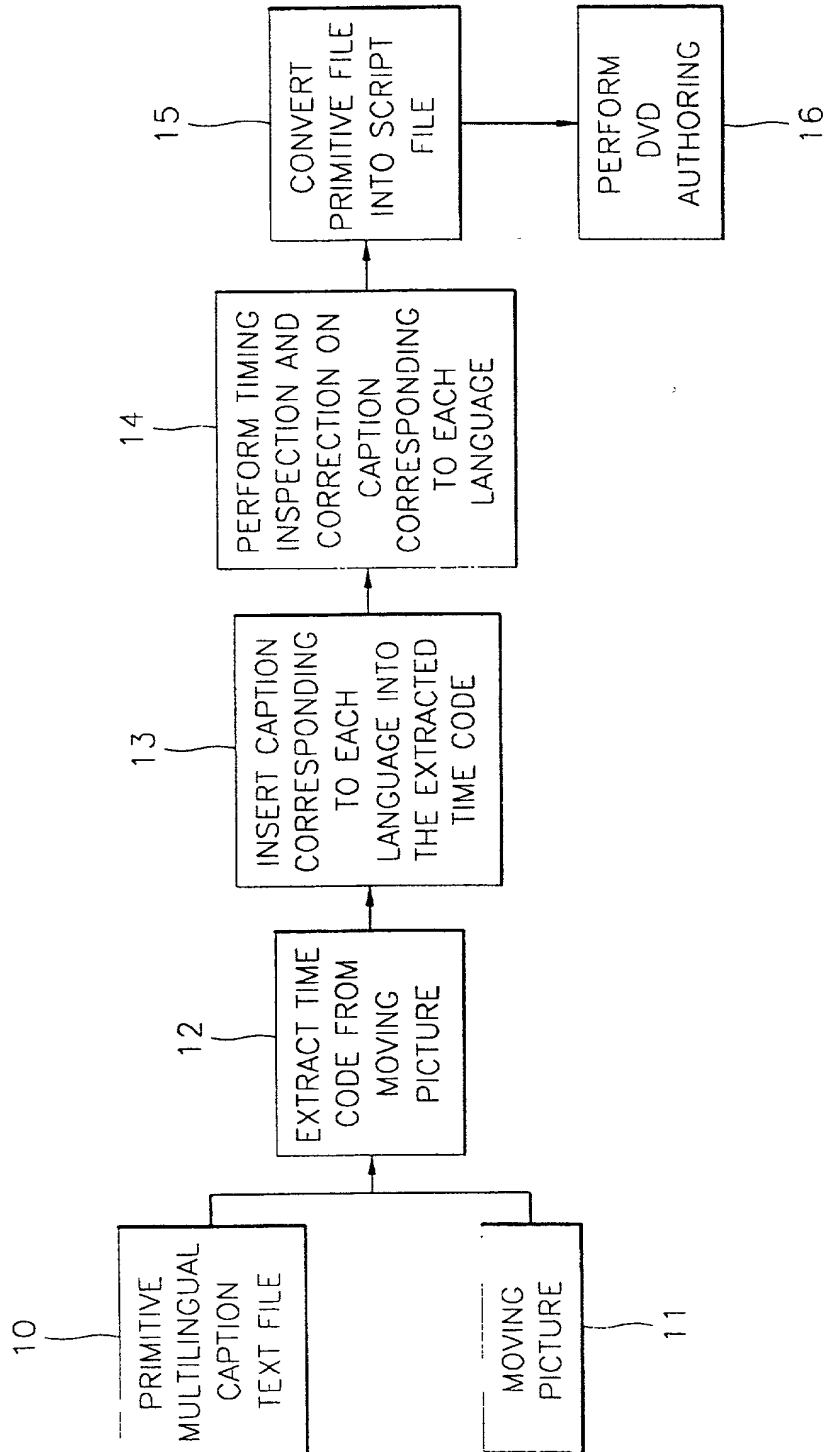 10
PRIMITIVE
MULTILINGUAL
CAPTION
TEXT FILE
MOVING
PICTURE
11
12
EXTRACT TIME
CODE FROM
MOVING
PICTURE
13
INSERT CAPTION
CORRESPONDING
TO EACH
LANGUAGE INTO
THE EXTRACTED
TIME CODE
14
PERFORM TIMING
INSPECTION AND
CORRECTION ON
CAPTION
CORRESPONDING
TO EACH
LANGUAGE
15
CONVERT
PRIMITIVE FILE
INTO SCRIPT
FILE
PERFORM
DVD
AUTHORING
16